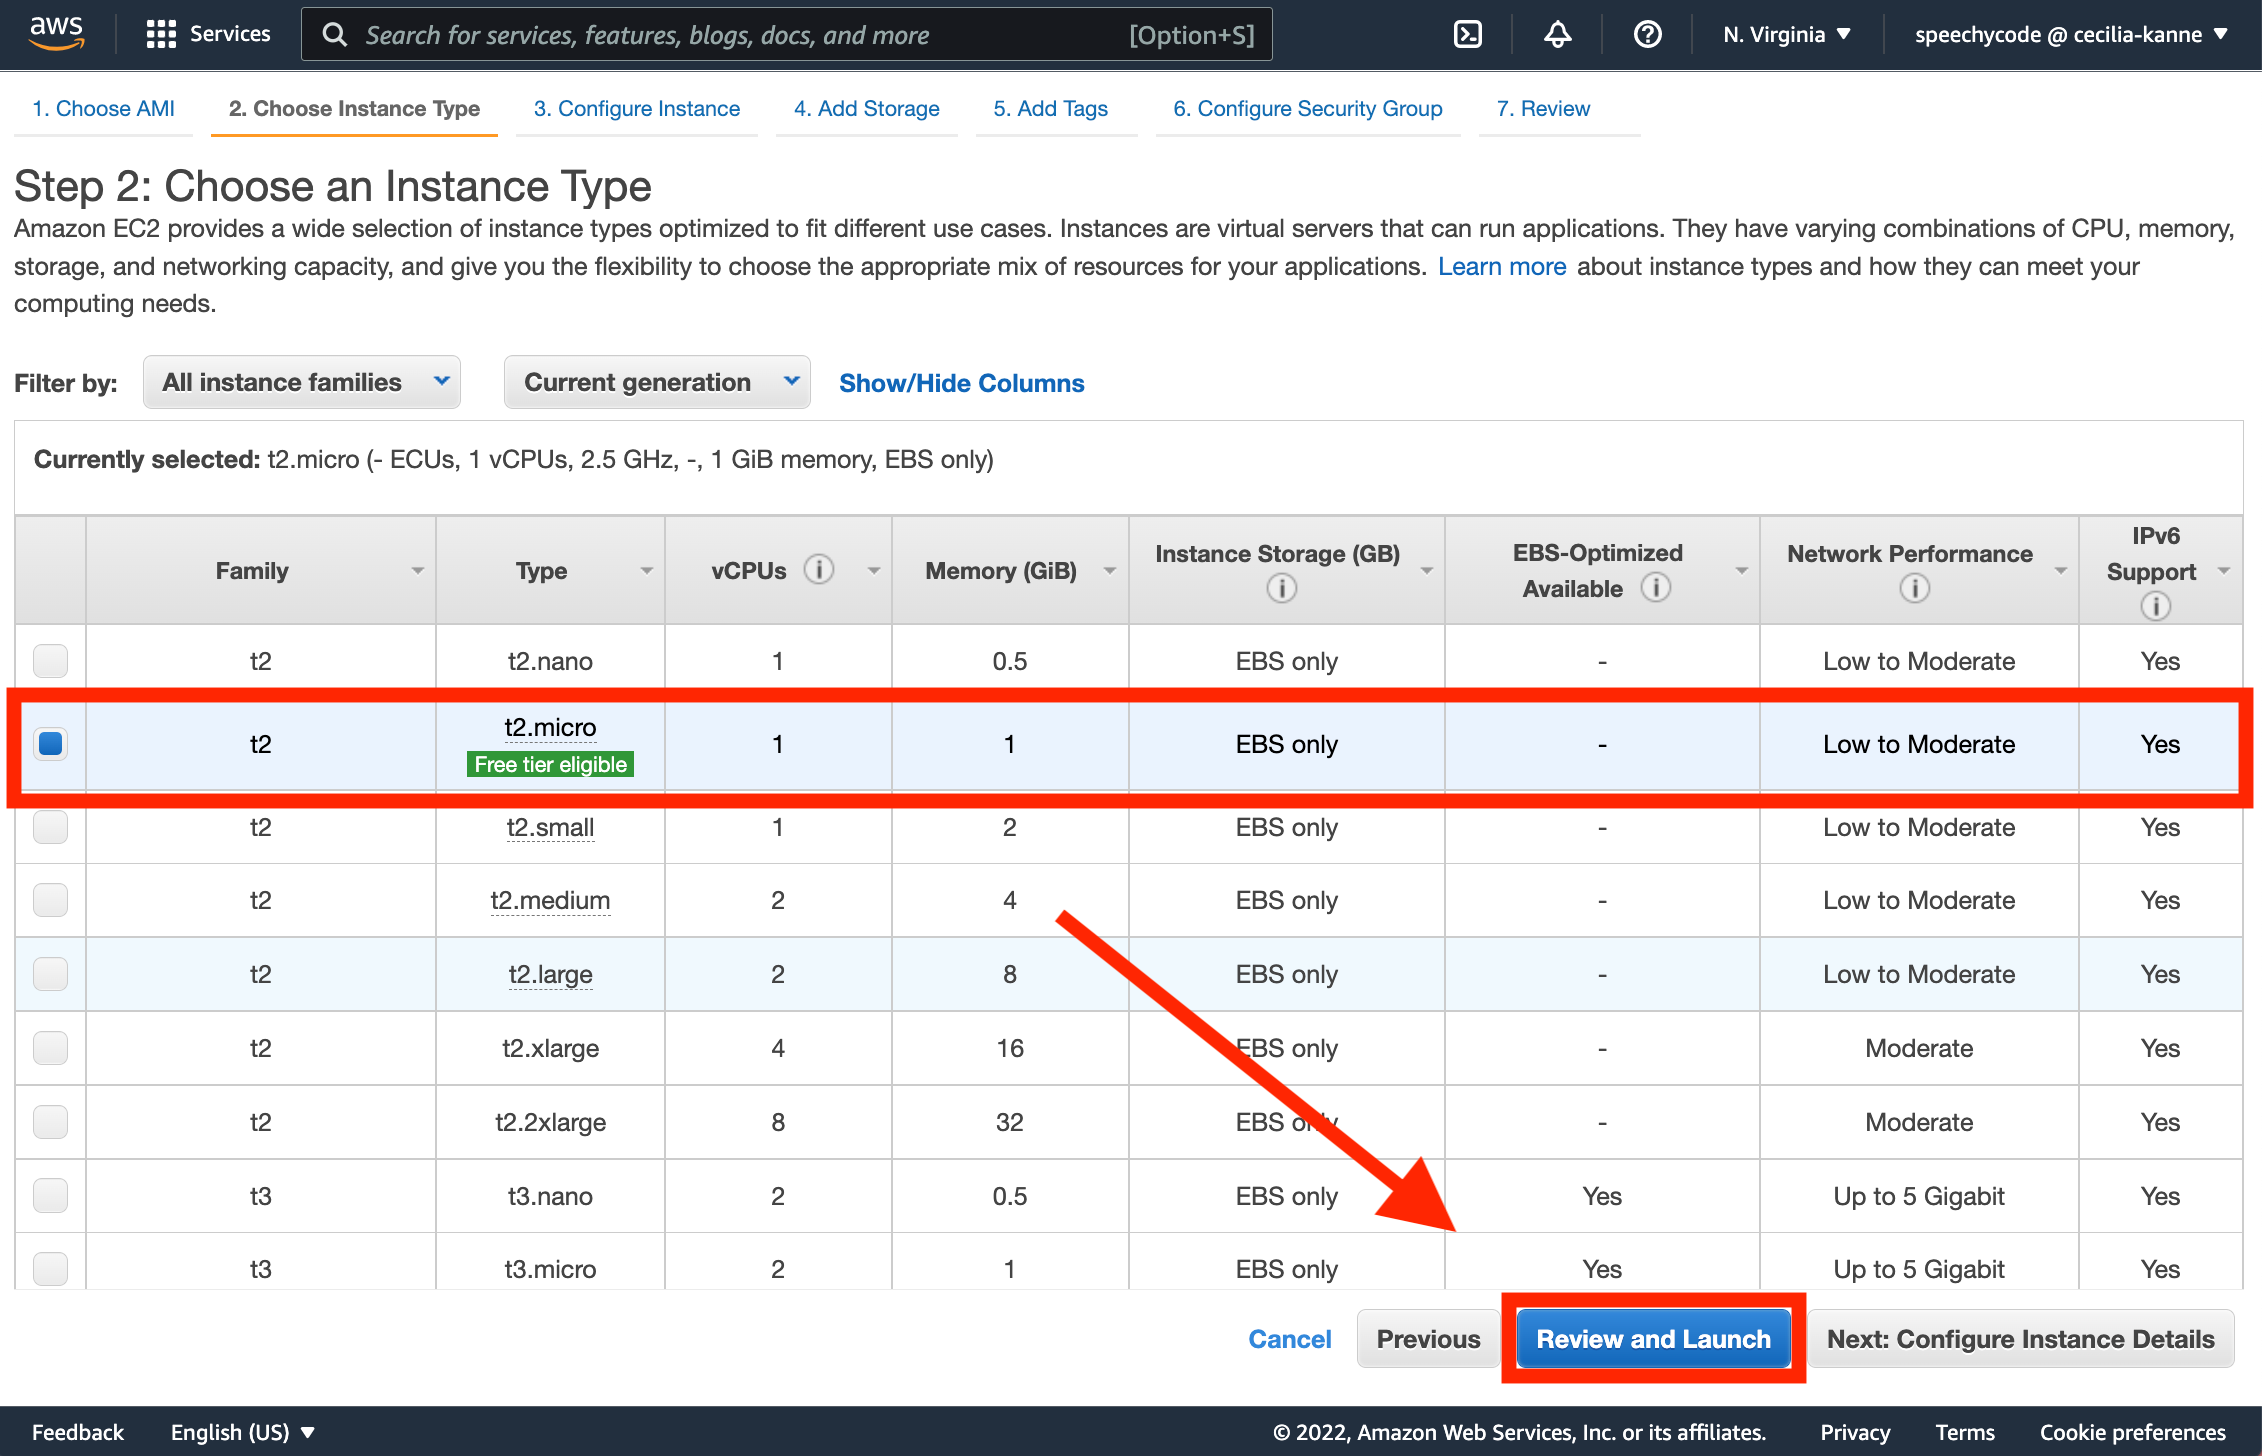 aws
Services
Search for services, features, blogs, docs, and more [Option+S]
N. Virginia ▼
speechycode @ cecilia-kanne ▼
1. Choose AMI 2. Choose Instance Type 3. Configure Instance 4. Add Storage 5. Add Tags 6. Configure Security Group 7. Review
Step 2: Choose an Instance Type
Amazon EC2 provides a wide selection of instance types optimized to fit different use cases. Instances are virtual servers that can run applications. They have varying combinations of CPU, memory,
storage, and networking capacity, and give you the flexibility to choose the appropriate mix of resources for your applications. Learn more about instance types and how they can meet your
computing needs.
Filter by: All instance families Current generation Show/Hide Columns
Currently selected: t2.micro (- ECUs, 1 vCPUs, 2.5 GHz, -, 1 GiB memory, EBS only)
Family Type vCPUs Memory (GiB) Instance Storage (GB) EBS-Optimized Available Network Performance IPv6 Support
t2 t2.nano 1 0.5 EBS only - Low to Moderate Yes
t2 t2.micro 1 1 EBS only - Low to Moderate Yes
Free tier eligible
t2 t2.small 1 2 EBS only - Low to Moderate Yes
t2 t2.medium 2 4 EBS only - Low to Moderate Yes
t2 t2.large 2 8 EBS only - Low to Moderate Yes
t2 t2.xlarge 4 16 EBS only - Moderate Yes
t2 t2.2xlarge 8 32 EBS only - Moderate Yes
t3 t3.nano 2 0.5 EBS only Yes Up to 5 Gigabit Yes
t3 t3.micro 2 1 EBS only Yes Up to 5 Gigabit Yes
Cancel Previous Review and Launch Next: Configure Instance Details
Feedback English (US) ▼ © 2022, Amazon Web Services, Inc. or its affiliates. Privacy Terms Cookie preferences